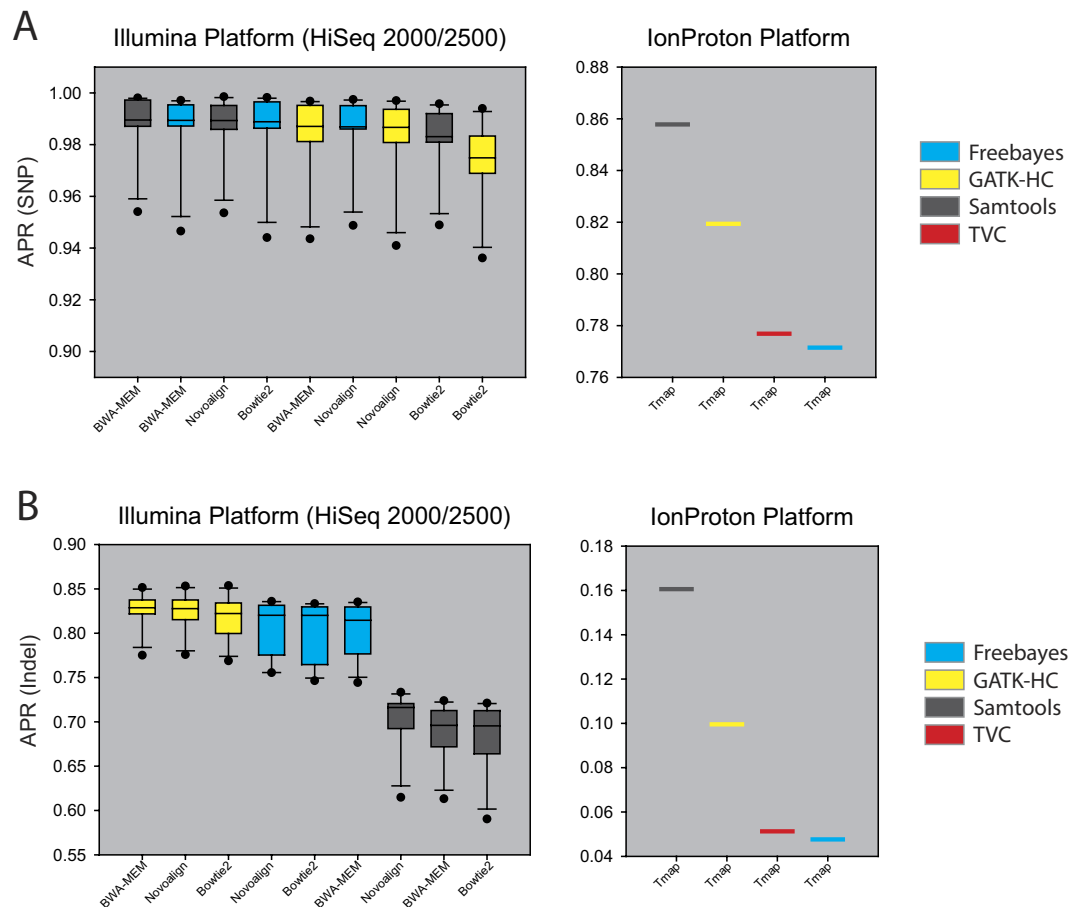 A
Illumina Platform (HiSeq 2000/2500)
IonProton Platform
APR (SNP)
1.00
0.98
0.96
0.94
0.92
0.90
BWA-MEM
BWA-MEM
Novoalign
Bowtie2
BWA-MEM
Novoalign
Novoalign
Bowtie2
Bowtie2
0.88
0.86
0.84
0.82
0.80
0.78
0.76
Tmap
Tmap
Tmap
Tmap
Freebayes
GATK-HC
Samtools
TVC
B
Illumina Platform (HiSeq 2000/2500)
IonProton Platform
APR (Indel)
0.90
0.85
0.80
0.75
0.70
0.65
0.60
0.55
BWA-MEM
Novoalign
Bowtie2
Novoalign
Bowtie2
BWA-MEM
Novoalign
BWA-MEM
Bowtie2
0.18
0.16
0.14
0.12
0.10
0.08
0.06
0.04
Tmap
Tmap
Tmap
Tmap
Freebayes
GATK-HC
Samtools
TVC